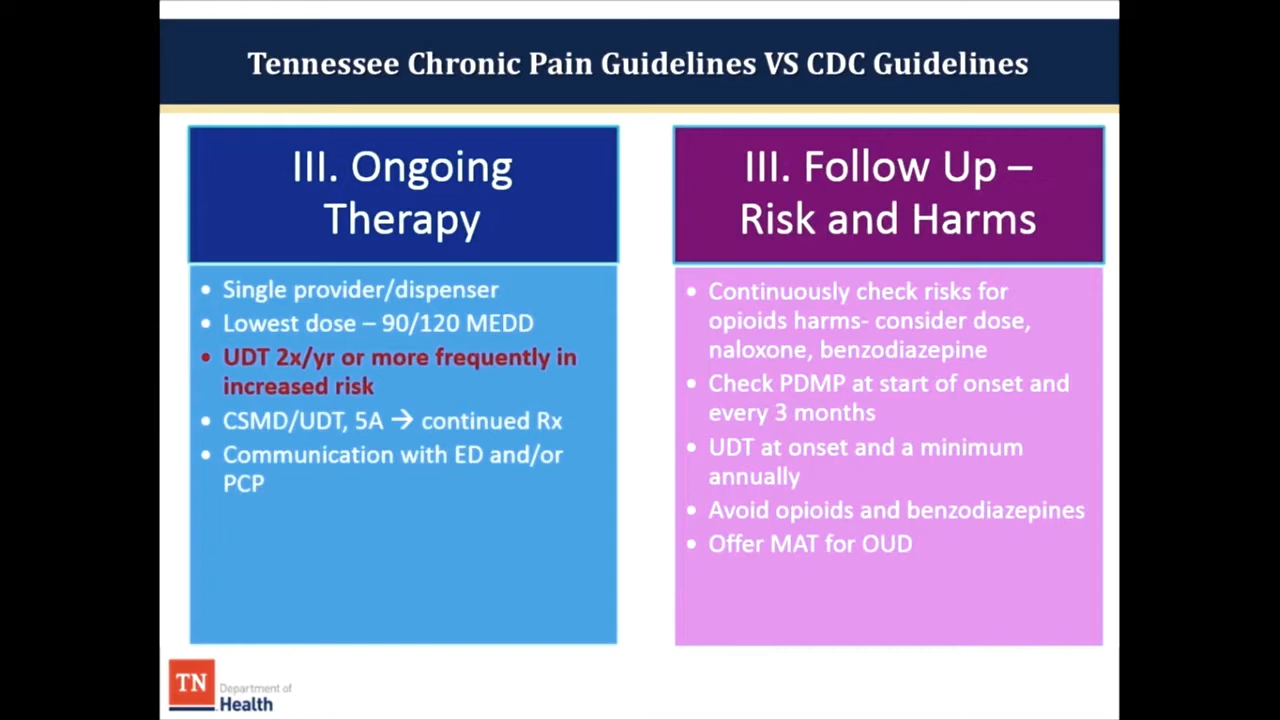 Tennessee Chronic Pain Guidelines VS CDC Guidelines
III. Ongoing
Therapy
• Single provider/dispenser
• Lowest dose – 90/120 MEDD
• UDT 2x/yr or more frequently in
increased risk
• CSMD/UDT, 5A → continued Rx
• Communication with ED and/or
PCP
III. Follow Up –
Risk and Harms
• Continuously check risks for
opioids harms- consider dose,
naloxone, benzodiazepine
• Check PDMP at start of onset and
every 3 months
• UDT at onset and a minimum
annually
• Avoid opioids and benzodiazepines
• Offer MAT for OUD
TN
Department of
Health